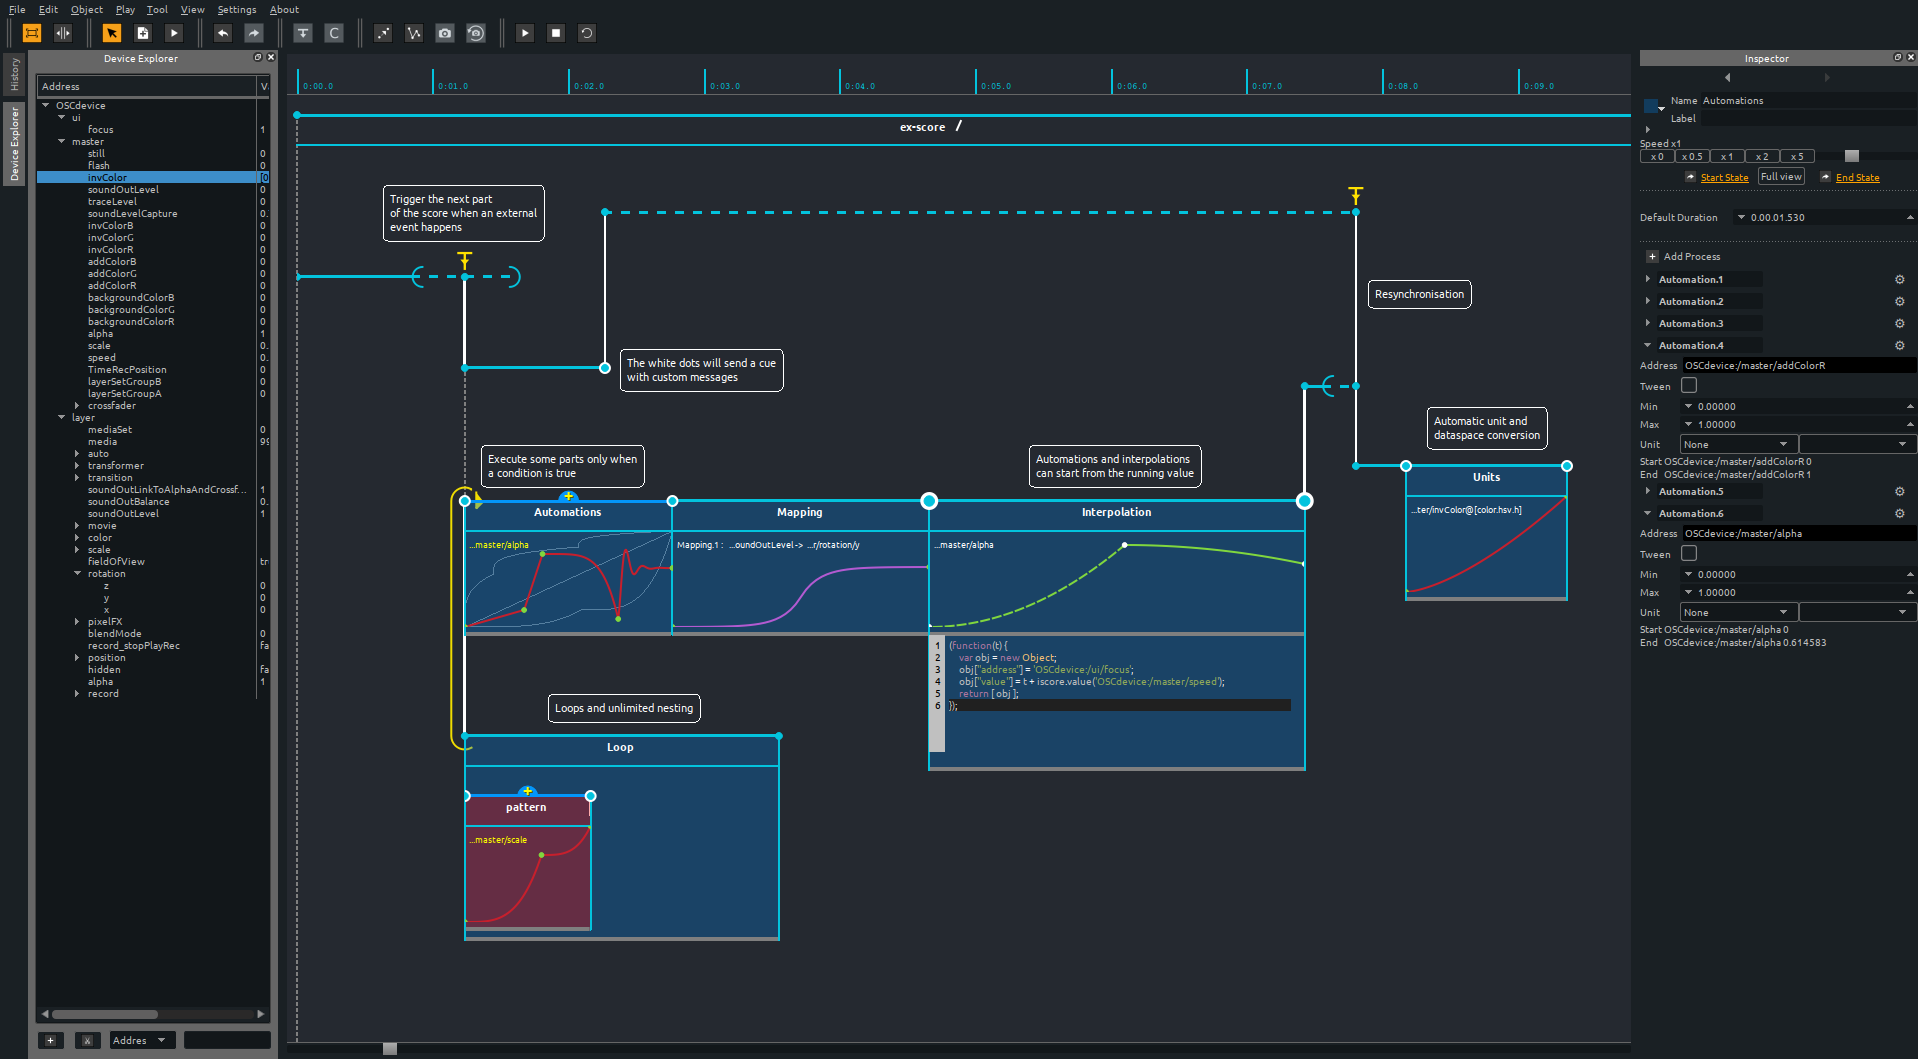 File Edit Object Play Tool View Settings About
Device Explorer
History
Device Explorer
Address
OSCdevice
ui
focus 1
master
still 0
flash 0
invColor [0
soundOutLevel 0
traceLevel 0
soundLevelCapture 0.
invColorB 0
invColorG 0
invColorR 0
addColorB 0
addColorG 0
addColorR 0
backgroundColorB 0
backgroundColorG 0
backgroundColorR 0
alpha 1
scale 0.
speed 0.
TimeRecPosition 0
layerSetGroupB 0
layerSetGroupA 0
crossfader
layer
mediaSet 0
media 99
auto
transformer
transition
soundOutLinkToAlphaAndCrossf... 1
soundOutBalance 0.
soundOutLevel 1
movie
color
scale
fieldOfView tr
rotation
z 0
y 0
x 0
pixelFX
blendMode 0
record_stopPlayRec fa
position
hidden fa
alpha 1
record
Addres
0:00.0 0:01.0 0:02.0 0:03.0 0:04.0 0:05.0 0:06.0 0:07.0 0:08.0 0:09.0
ex-score /
Trigger the next part
of the score when an external
event happens
The white dots will send a cue
with custom messages
Resynchronisation
Automatic unit and
dataspace conversion
Execute some parts only when
a condition is true
Automations and interpolations
can start from the running value
Automations
...master/alpha
Mapping
Mapping.1 : ...oundOutLevel -> ...r/rotation/y
Interpolation
...master/alpha
1 (function(t) {
2 var obj = new Object;
3 obj["address"] = 'OSCdevice:/ui/focus';
4 obj["value"] = t + iscore.value('OSCdevice:/master/speed');
5 return [ obj ];
6 });
Units
...ter/invColor@[color.hsv.h]
Loops and unlimited nesting
Loop
pattern
...master/scale
Inspector
Name Automations
Label
Speed x1
x 0 x 0.5 x 1 x 2 x 5
Start State Full view End State
Default Duration 0.00.01.530
Add Process
Automation.1
Automation.2
Automation.3
Automation.4
Address OSCdevice:/master/addColorR
Tween
Min 0.00000
Max 1.00000
Unit None
Start OSCdevice:/master/addColorR 0
End OSCdevice:/master/addColorR 1
Automation.5
Automation.6
Address OSCdevice:/master/alpha
Tween
Min 0.00000
Max 1.00000
Unit None
Start OSCdevice:/master/alpha 0
End OSCdevice:/master/alpha 0.614583